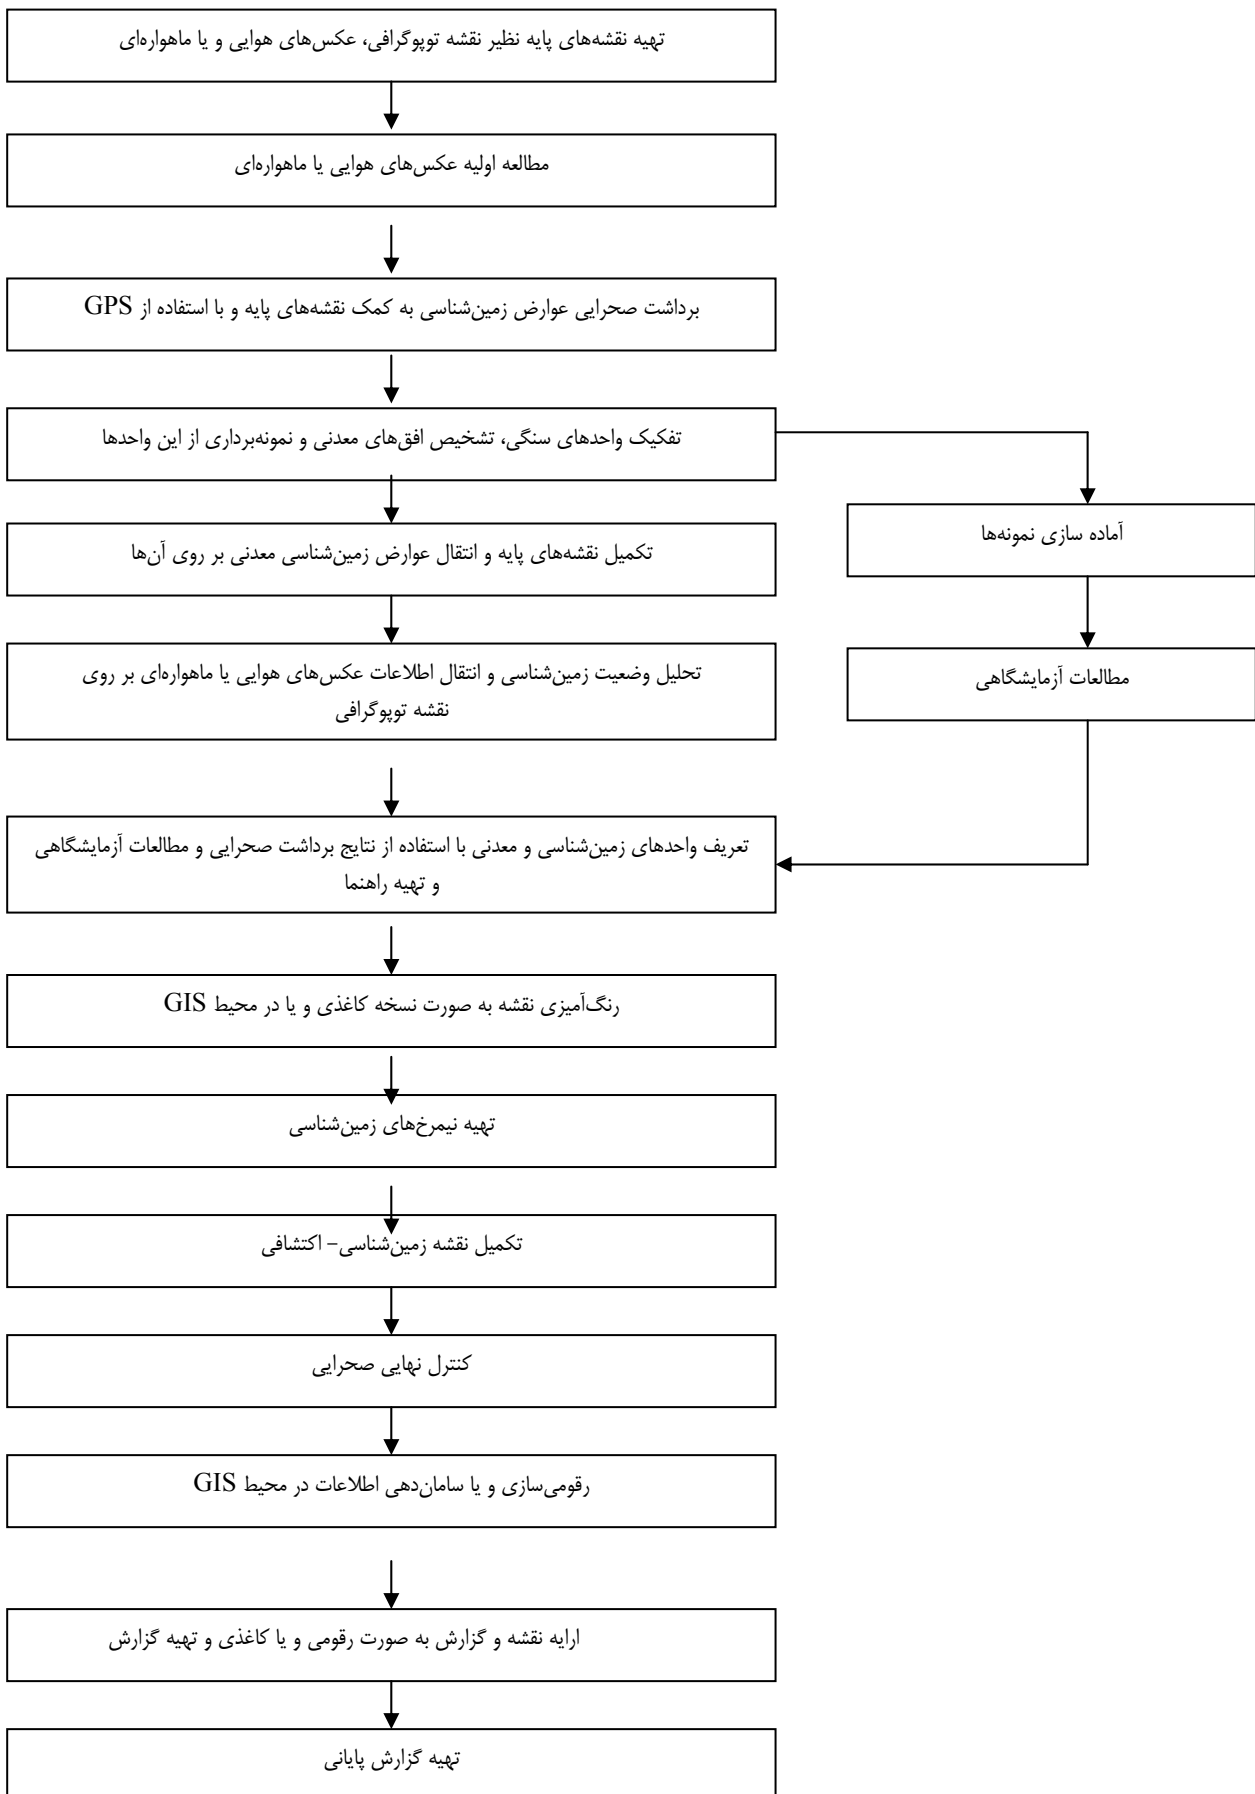 تهیه نقشه‌های پایه نظیر نقشه توپوگرافی، عکس‌های هوایی و یا ماهواره‌ای
مطالعه اولیه عکس‌های هوایی یا ماهواره‌ای
برداشت صحرایی عوارض زمین‌شناسی به کمک نقشه‌های پایه و با استفاده از GPS
تفکیک واحدهای سنگی، تشخیص افق‌های معدنی و نمونه‌برداری از این واحدها
آماده سازی نمونه‌ها
تکمیل نقشه‌های پایه و انتقال عوارض زمین‌شناسی معدنی بر روی آن‌ها
مطالعات آزمایشگاهی
تحلیل وضعیت زمین‌شناسی و انتقال اطلاعات عکس‌های هوایی یا ماهواره‌ای بر روی
نقشه توپوگرافی
تعریف واحدهای زمین‌شناسی و معدنی با استفاده از نتایج برداشت صحرایی و مطالعات آزمایشگاهی
و تهیه راهنما
رنگ‌آمیزی نقشه به صورت نسخه کاغذی و یا در محیط GIS
تهیه نیمرخ‌های زمین‌شناسی
تکمیل نقشه زمین‌شناسی- اکتشافی
کنترل نهایی صحرایی
رقومی‌سازی و یا سامان‌دهی اطلاعات در محیط GIS
ارایه نقشه و گزارش به صورت رقومی و یا کاغذی و تهیه گزارش
تهیه گزارش پایانی